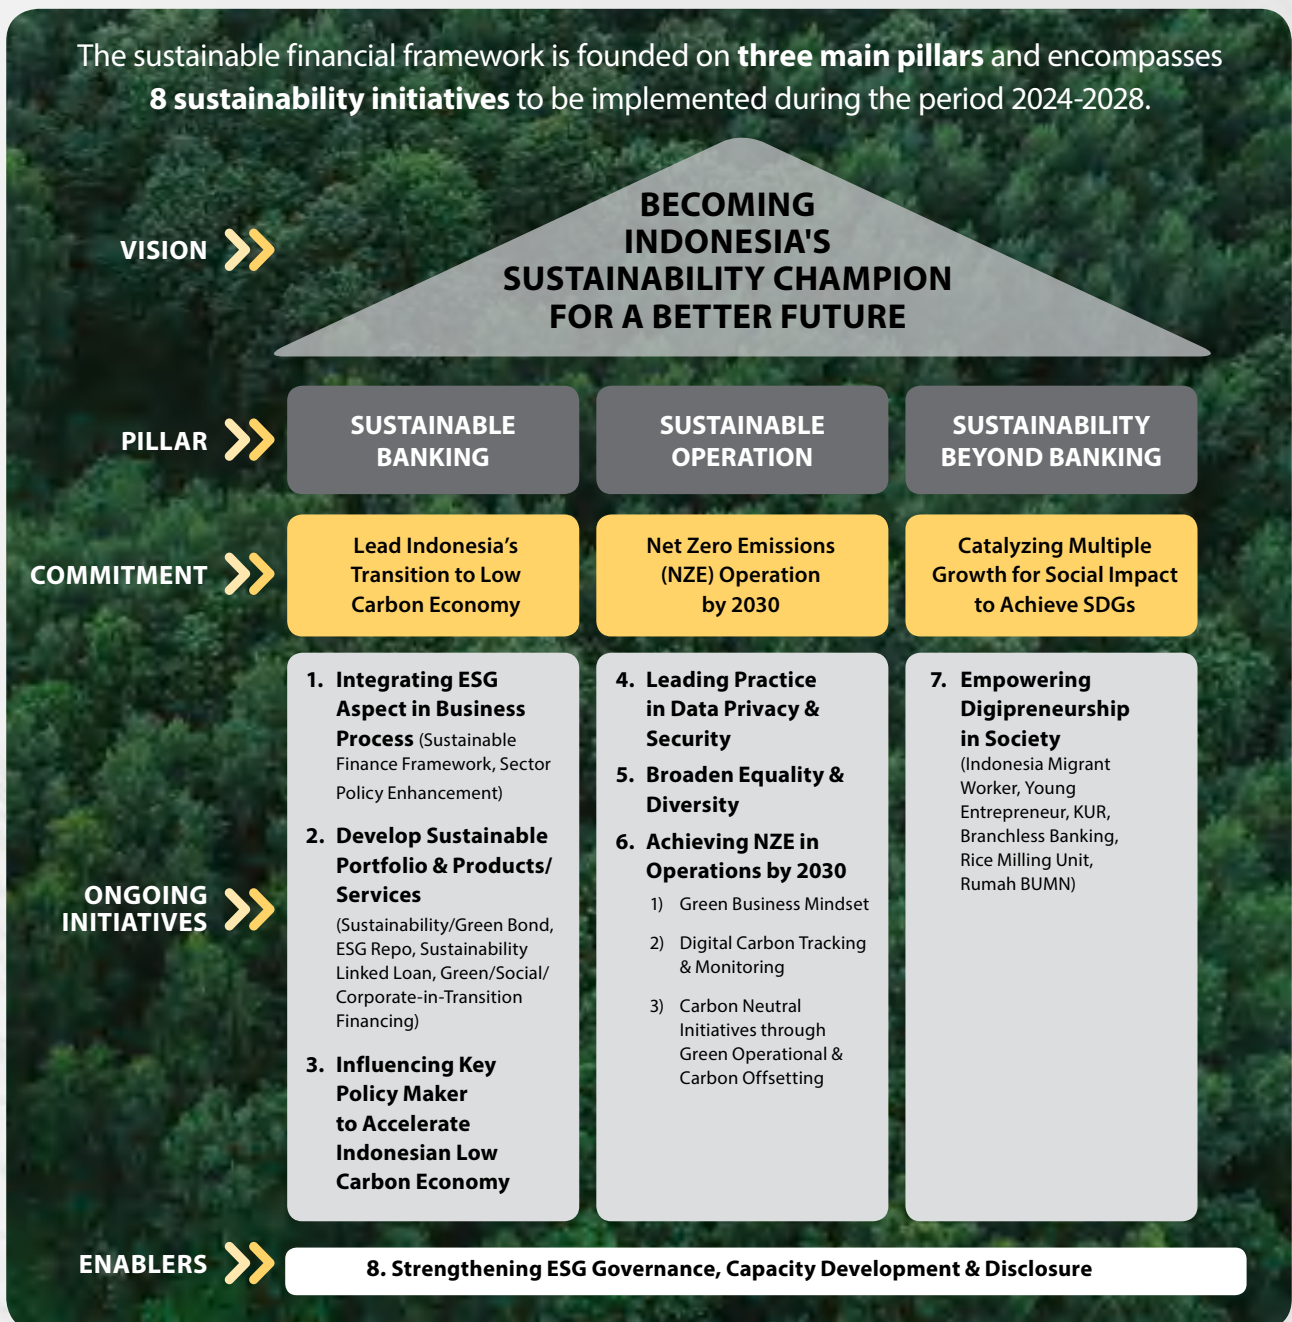 The sustainable financial framework is founded on three main pillars and encompasses
8 sustainability initiatives to be implemented during the period 2024-2028.
VISION
BECOMING
INDONESIA'S
SUSTAINABILITY CHAMPION
FOR A BETTER FUTURE
PILLAR
SUSTAINABLE
BANKING
SUSTAINABLE
OPERATION
SUSTAINABILITY
BEYOND BANKING
COMMITMENT
Lead Indonesia’s
Transition to Low
Carbon Economy
Net Zero Emissions
(NZE) Operation
by 2030
Catalyzing Multiple
Growth for Social Impact
to Achieve SDGs
ONGOING
INITIATIVES
1. Integrating ESG
Aspect in Business
Process (Sustainable
Finance Framework, Sector
Policy Enhancement)
2. Develop Sustainable
Portfolio & Products/
Services
(Sustainability/Green Bond,
ESG Repo, Sustainability
Linked Loan, Green/Social/
Corporate-in-Transition
Financing)
3. Influencing Key
Policy Maker
to Accelerate
Indonesian Low
Carbon Economy
4. Leading Practice
in Data Privacy &
Security
5. Broaden Equality &
Diversity
6. Achieving NZE in
Operations by 2030
1) Green Business Mindset
2) Digital Carbon Tracking
& Monitoring
3) Carbon Neutral
Initiatives through
Green Operational &
Carbon Offsetting
7. Empowering
Digipreneurship
in Society
(Indonesia Migrant
Worker, Young
Entrepreneur, KUR,
Branchless Banking,
Rice Milling Unit,
Rumah BUMN)
ENABLERS
8. Strengthening ESG Governance, Capacity Development & Disclosure